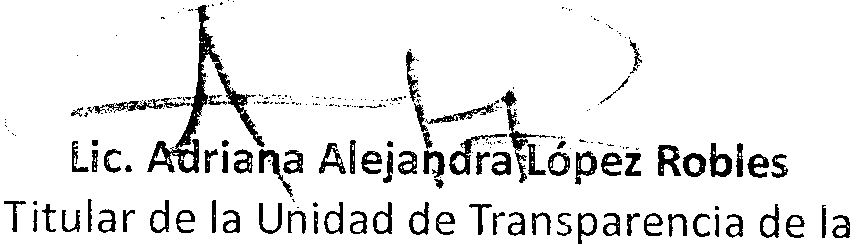 Lic. Adriana Alejandra López Robles
Titular de la Unidad de Transparencia de la